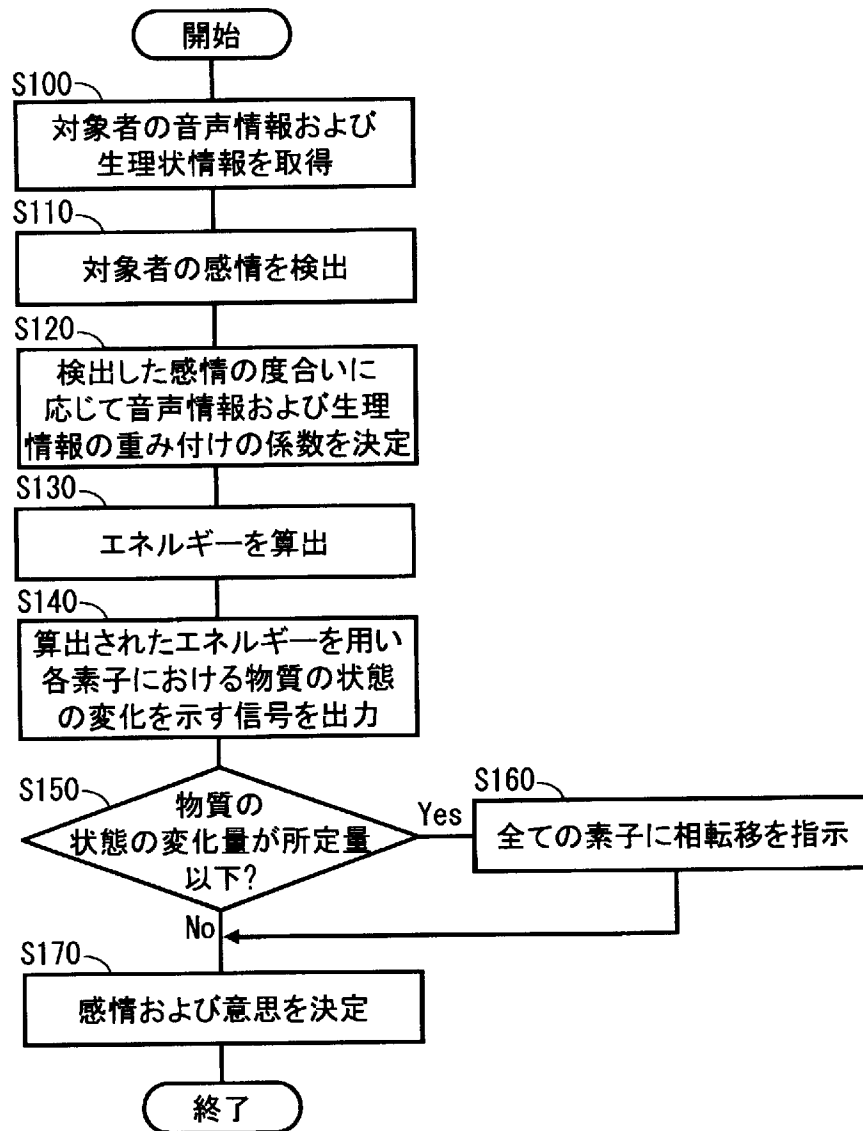 開始
S100
対象者の音声情報および
生理状情報を取得
S110
対象者の感情を検出
S120
検出した感情の度合いに
応じて音声情報および生理
情報の重み付けの係数を決定
S130
エネルギーを算出
S140
算出されたエネルギーを用い
各素子における物質の状態
の変化を示す信号を出力
S150
物質の
状態の変化量が所定量
以下?
Yes
S160
全ての素子に相転移を指示
No
S170
感情および意思を決定
終了